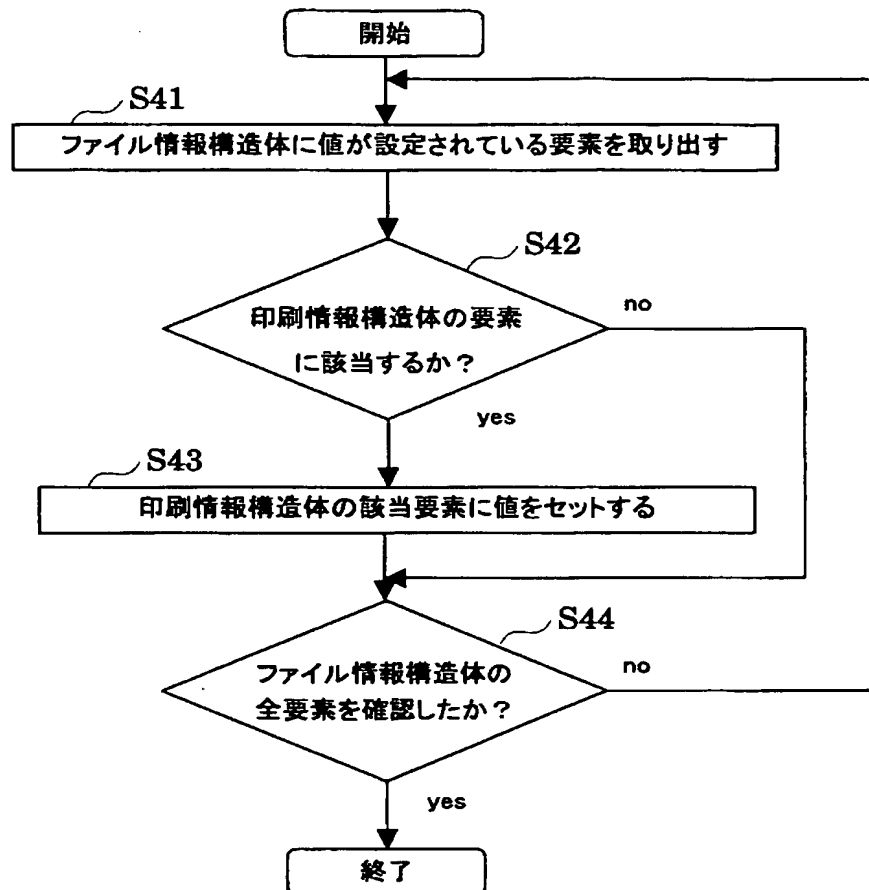 開始
S41
ファイル情報構造体に値が設定されている要素を取り出す
S42
印刷情報構造体の要素
に該当するか？
no
yes
S43
印刷情報構造体の該当要素に値をセットする
S44
ファイル情報構造体の
全要素を確認したか？
no
yes
終了